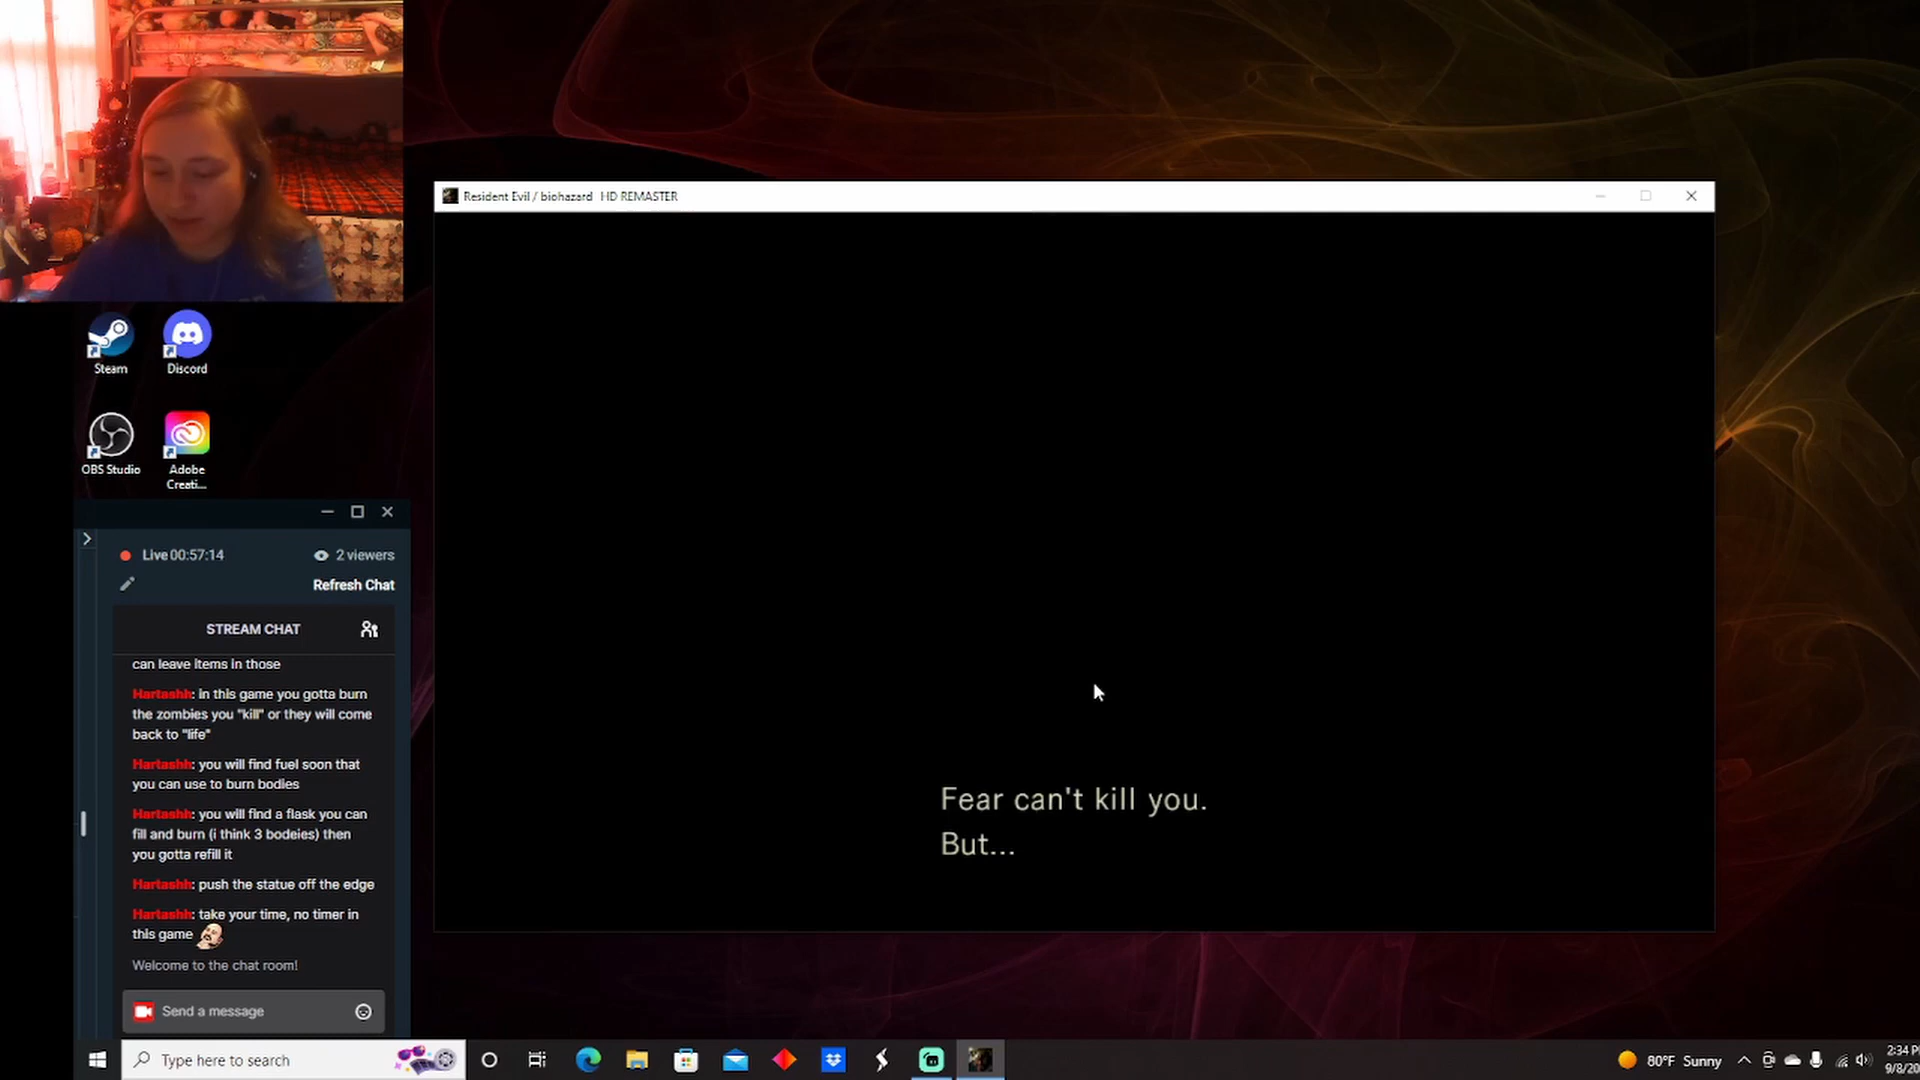 Resident Evil / biohazard HD REMASTER
Steam
Discord
OBS Studio
Adobe
Creati...
Live 00:57:14
2 viewers
Refresh Chat
STREAM CHAT
can leave items in those
Hartashh: in this game you gotta burn
the zombies you "kill" or they will come
back to "life"
Hartashh: you will find fuel soon that
you can use to burn bodies
Hartashh: you will find a flask you can
fill and burn (i think 3 bodeies) then
you gotta refill it
Hartashh: push the statue off the edge
Hartashh: take your time, no timer in
this game
Welcome to the chat room!
Send a message
Fear can't kill you.
But...
Type here to search
80°F Sunny
2:34 P
9/8/20